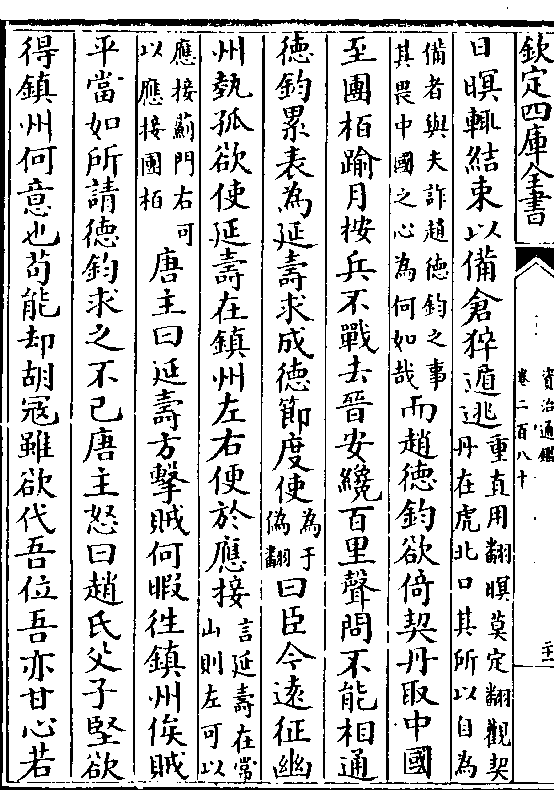 欽定四庫全書
資治通鑑
卷二百八十
日暝輒結束以備倉猝遁逃重直用翻暝莫定翻觀契丹在虎北口其所以自為
備者與夫詐趙德鈞之事其畏中國之心為何如哉而趙德鈞欲倚契丹取中國
至團栢踰月按兵不戰去晉安纔百里聲問不能相通
德鈞累表為延壽求成德節度使為于偽翻曰臣今逺征幽
州勢孤欲使延壽在鎮州左右便於應接言延壽在常山則左可以
應接薊門右可以應接團栢唐主曰延壽方擊賊何暇徃鎮州俟賊
平當如所請德鈞求之不已唐主怒曰趙氏父子堅欲
得鎮州何意也苟能却胡冦雖欲代吾位吾亦甘心若